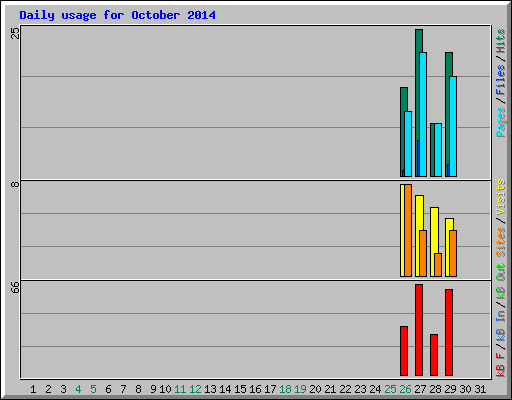 Daily usage for October 2014
25
8
66
Pages/Files/Hits
Sites/Visits
kB F/kB In/kB Out
1 2 3 4 5 6 7 8 9 10 11 12 13 14 15 16 17 18 19 20 21 22 23 24 25 26 27 28 29 30 31